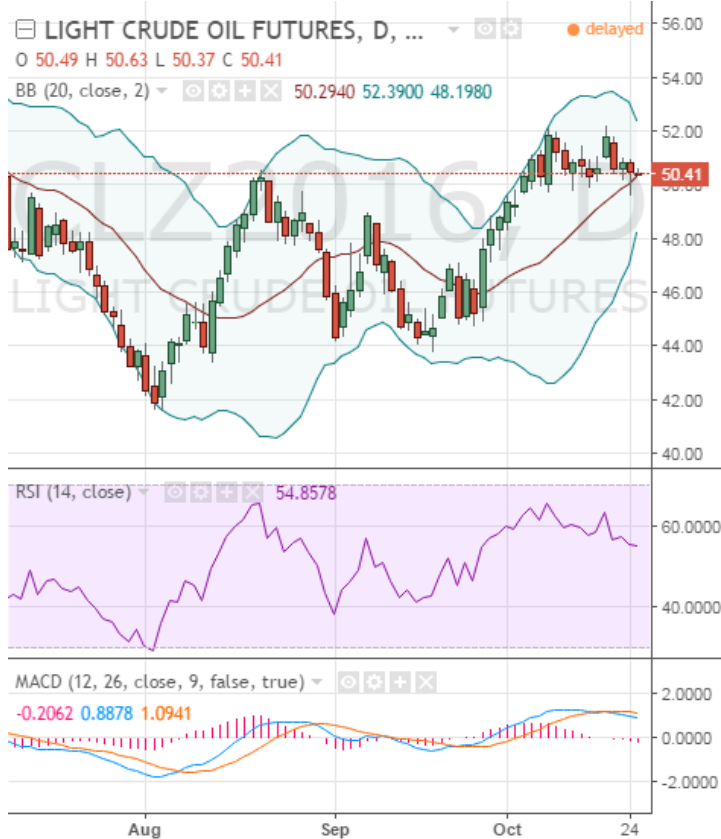 LIGHT CRUDE OIL FUTURES, D, ...
delayed
O 50.49 H 50.63 L 50.37 C 50.41
BB (20, close, 2) 50.2940 52.3900 48.1980
CLZ2016, D
LIGHT CRUDE OIL FUTURES
56.00
54.00
52.00
50.41
50.00
48.00
46.00
44.00
42.00
40.00
RSI (14, close) 54.8578
60.0000
40.0000
MACD (12, 26, close, 9, false, true)
-0.2062 0.8878 1.0941
2.0000
0.0000
-2.0000
Aug Sep Oct 24